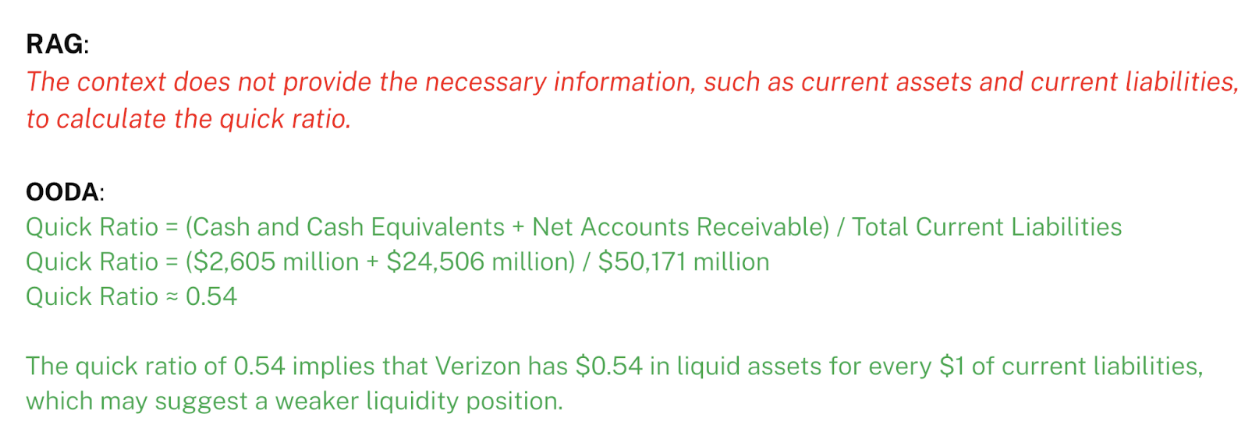 RAG:
The context does not provide the necessary information, such as current assets and current liabilities,
to calculate the quick ratio.
OODA:
Quick Ratio = (Cash and Cash Equivalents + Net Accounts Receivable) / Total Current Liabilities
Quick Ratio = ($2,605 million + $24,506 million) / $50,171 million
Quick Ratio ≈ 0.54
The quick ratio of 0.54 implies that Verizon has $0.54 in liquid assets for every $1 of current liabilities,
which may suggest a weaker liquidity position.